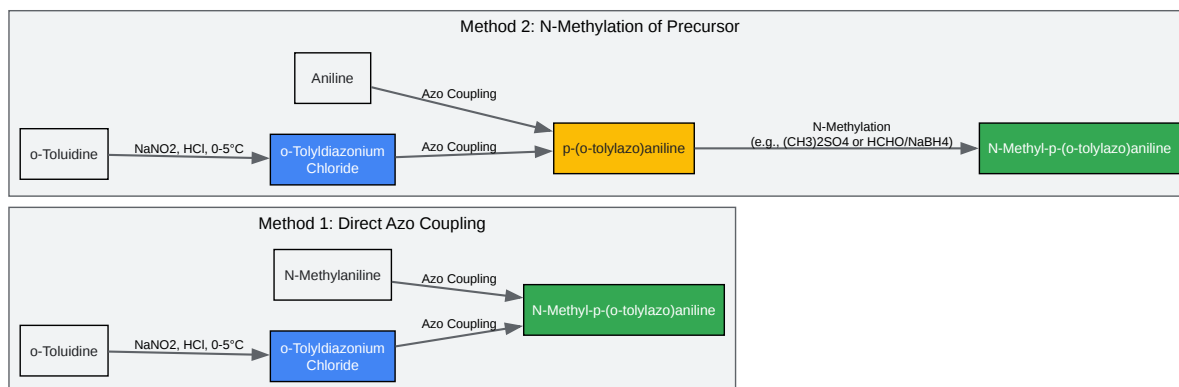 Method 2: N-Methylation of Precursor
Aniline
Azo Coupling
o-Toluidine
NaNO2, HCl, 0-5°C
o-Tolyldiazonium
Chloride
Azo Coupling
p-(o-tolylazo)aniline
N-Methylation
(e.g., (CH3)2SO4 or HCHO/NaBH4)
N-Methyl-p-(o-tolylazo)aniline
Method 1: Direct Azo Coupling
N-Methylaniline
Azo Coupling
o-Toluidine
NaNO2, HCl, 0-5°C
o-Tolyldiazonium
Chloride
Azo Coupling
N-Methyl-p-(o-tolylazo)aniline